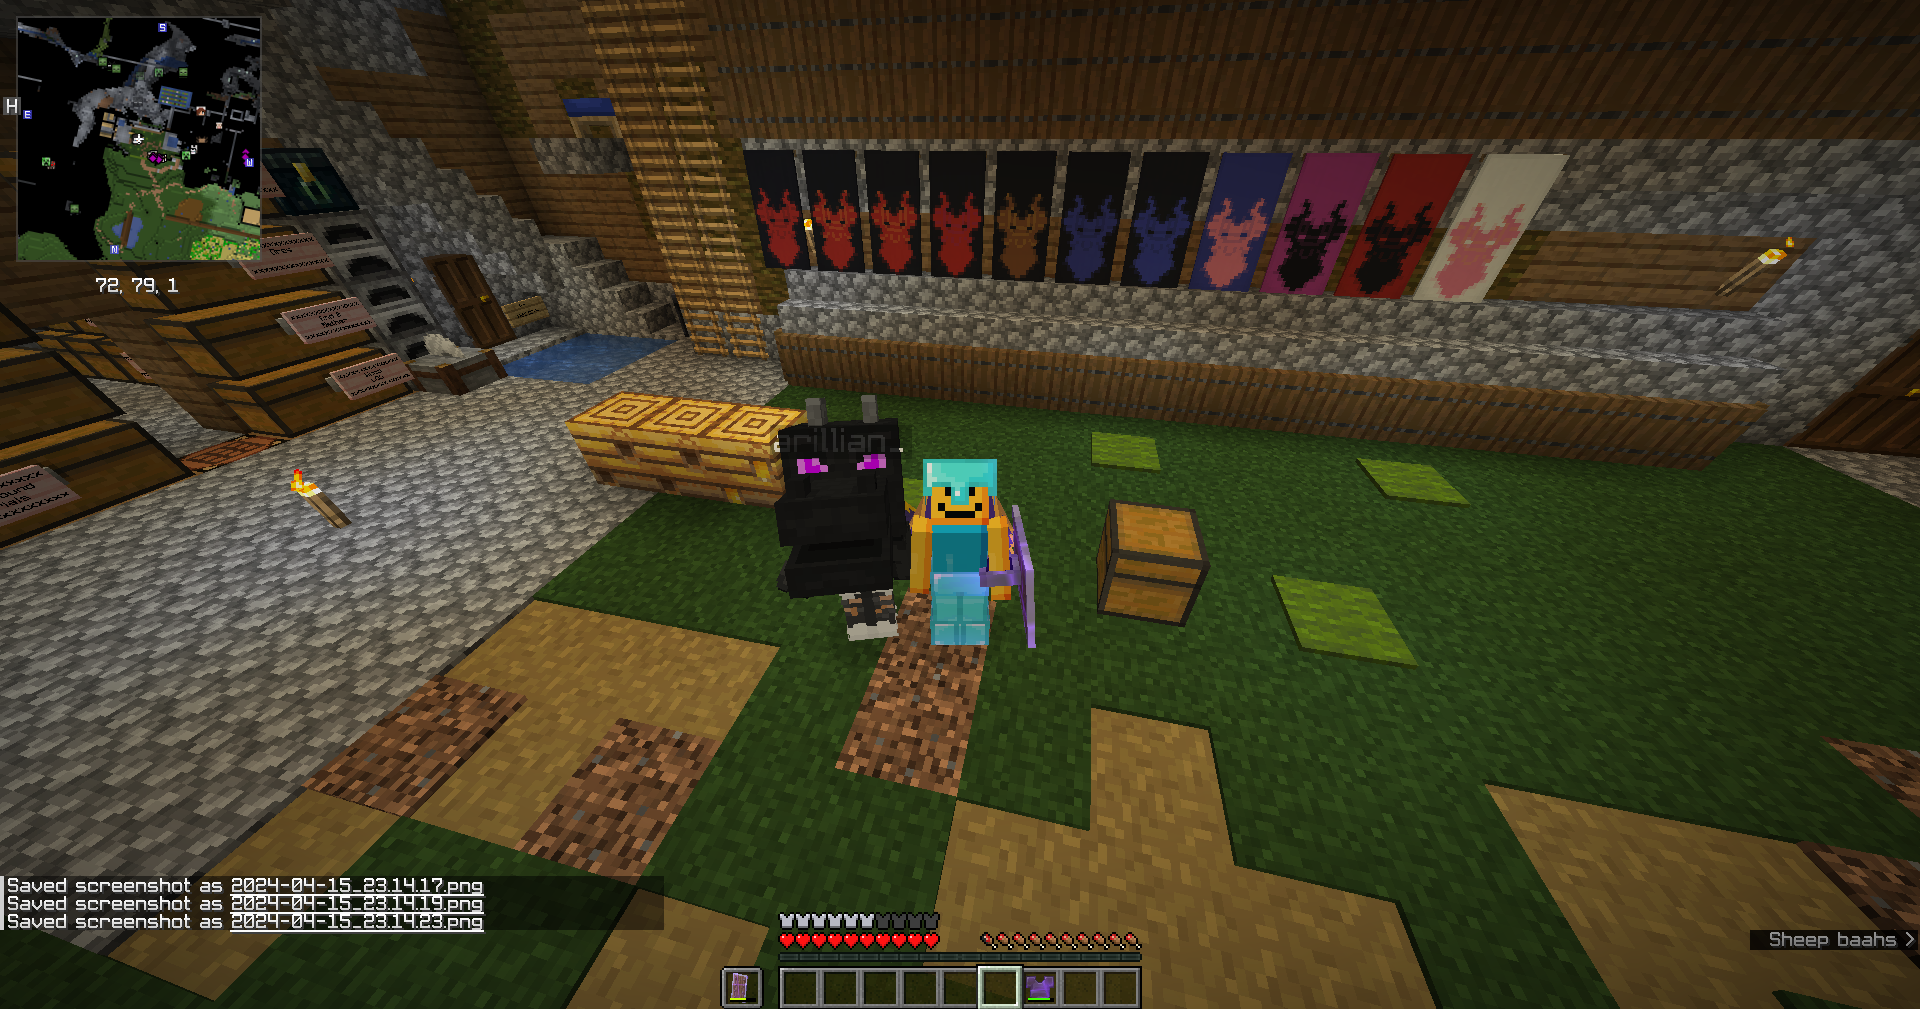 S
H
E
W
N
72, 79, 1
Ores
arillian
Saved screenshot as 2024-04-15_23.14.17.png
Saved screenshot as 2024-04-15_23.14.19.png
Saved screenshot as 2024-04-15_23.14.23.png
Sheep baahs >